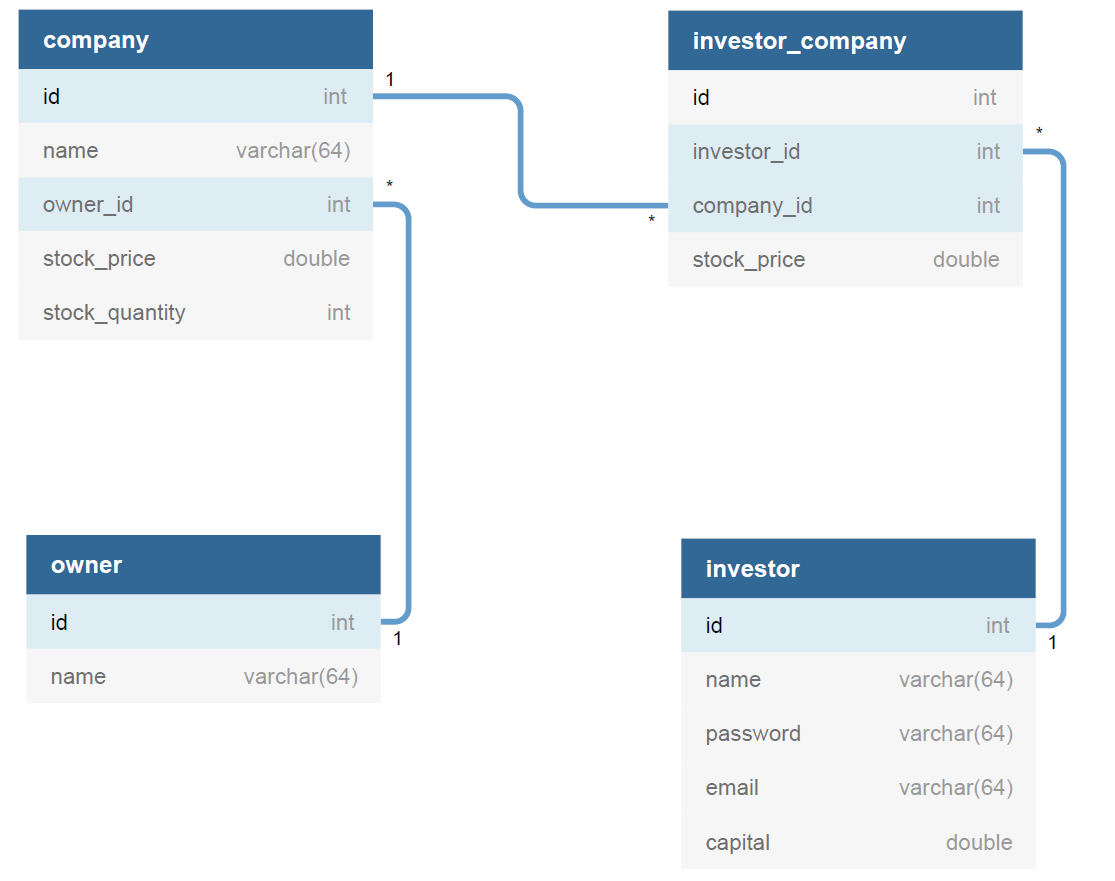 company
id int
name varchar(64)
owner_id int
stock_price double
stock_quantity int
1
*
*
investor_company
id int
investor_id int
company_id int
stock_price double
*
owner
id int
name varchar(64)
1
investor
id int
name varchar(64)
password varchar(64)
email varchar(64)
capital double
1